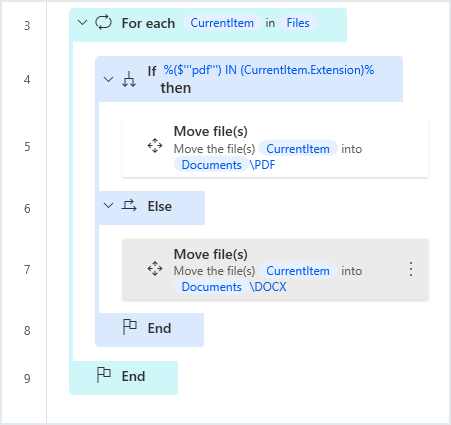 3 For each CurrentItem in Files
4 If %($'''pdf''') IN (CurrentItem.Extension)%
then
Move file(s)
5 Move the file(s) CurrentItem into
Documents \PDF
6 Else
Move file(s)
7 Move the file(s) CurrentItem into
Documents \DOCX
8 End
9 End